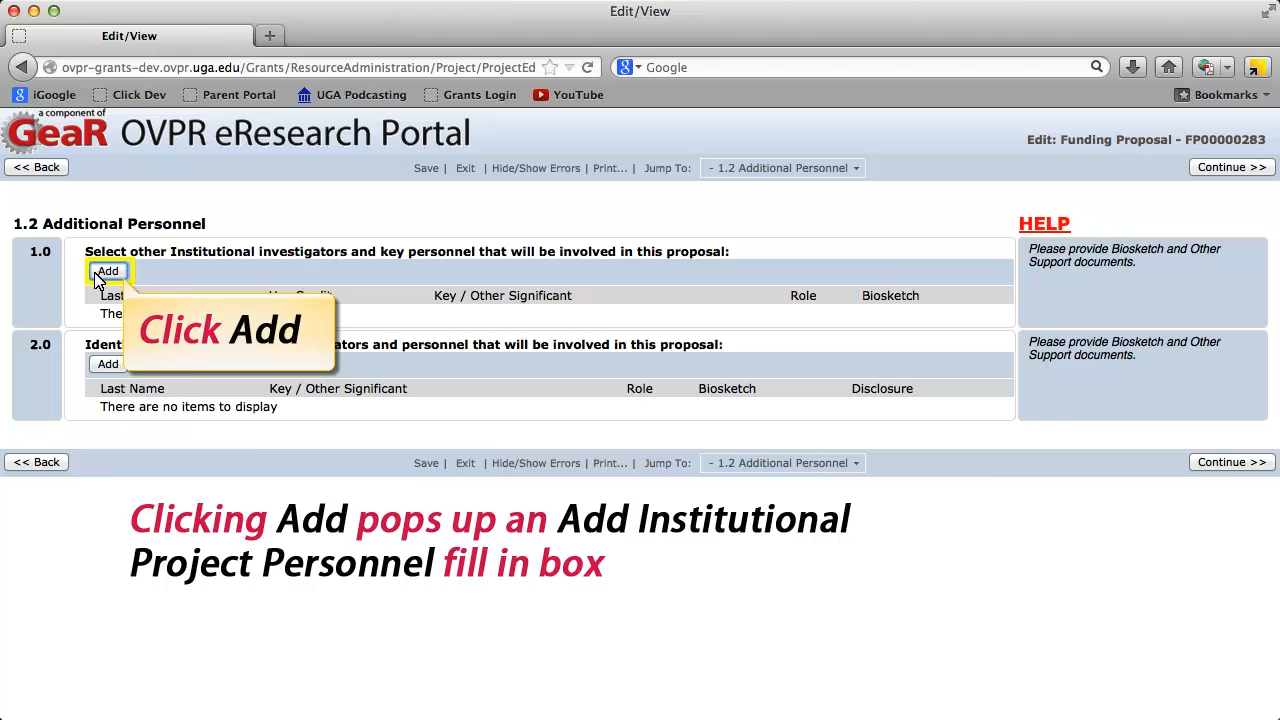 Edit/View
Edit/View
ovpr-grants-dev.ovpr.uga.edu/Grants/ResourceAdministration/Project/ProjectEd
Google
iGoogle
Click Dev
Parent Portal
UGA Podcasting
Grants Login
YouTube
Bookmarks
a component of
GeaR OVPR eResearch Portal
Edit: Funding Proposal - FP00000283
<< Back
Save | Exit | Hide/Show Errors | Print... | Jump To: - 1.2 Additional Personnel
Continue >>
1.2 Additional Personnel
HELP
1.0
Select other Institutional investigators and key personnel that will be involved in this proposal:
Add
Last
Key / Other Significant
Role
Biosketch
The
Please provide Biosketch and Other
Support documents.
Click Add
2.0
Identi
ators and personnel that will be involved in this proposal:
Add
Last Name
Key / Other Significant
Role
Biosketch
Disclosure
There are no items to display
Please provide Biosketch and Other
Support documents.
<< Back
Save | Exit | Hide/Show Errors | Print... | Jump To: - 1.2 Additional Personnel
Continue >>
Clicking Add pops up an Add Institutional
Project Personnel fill in box